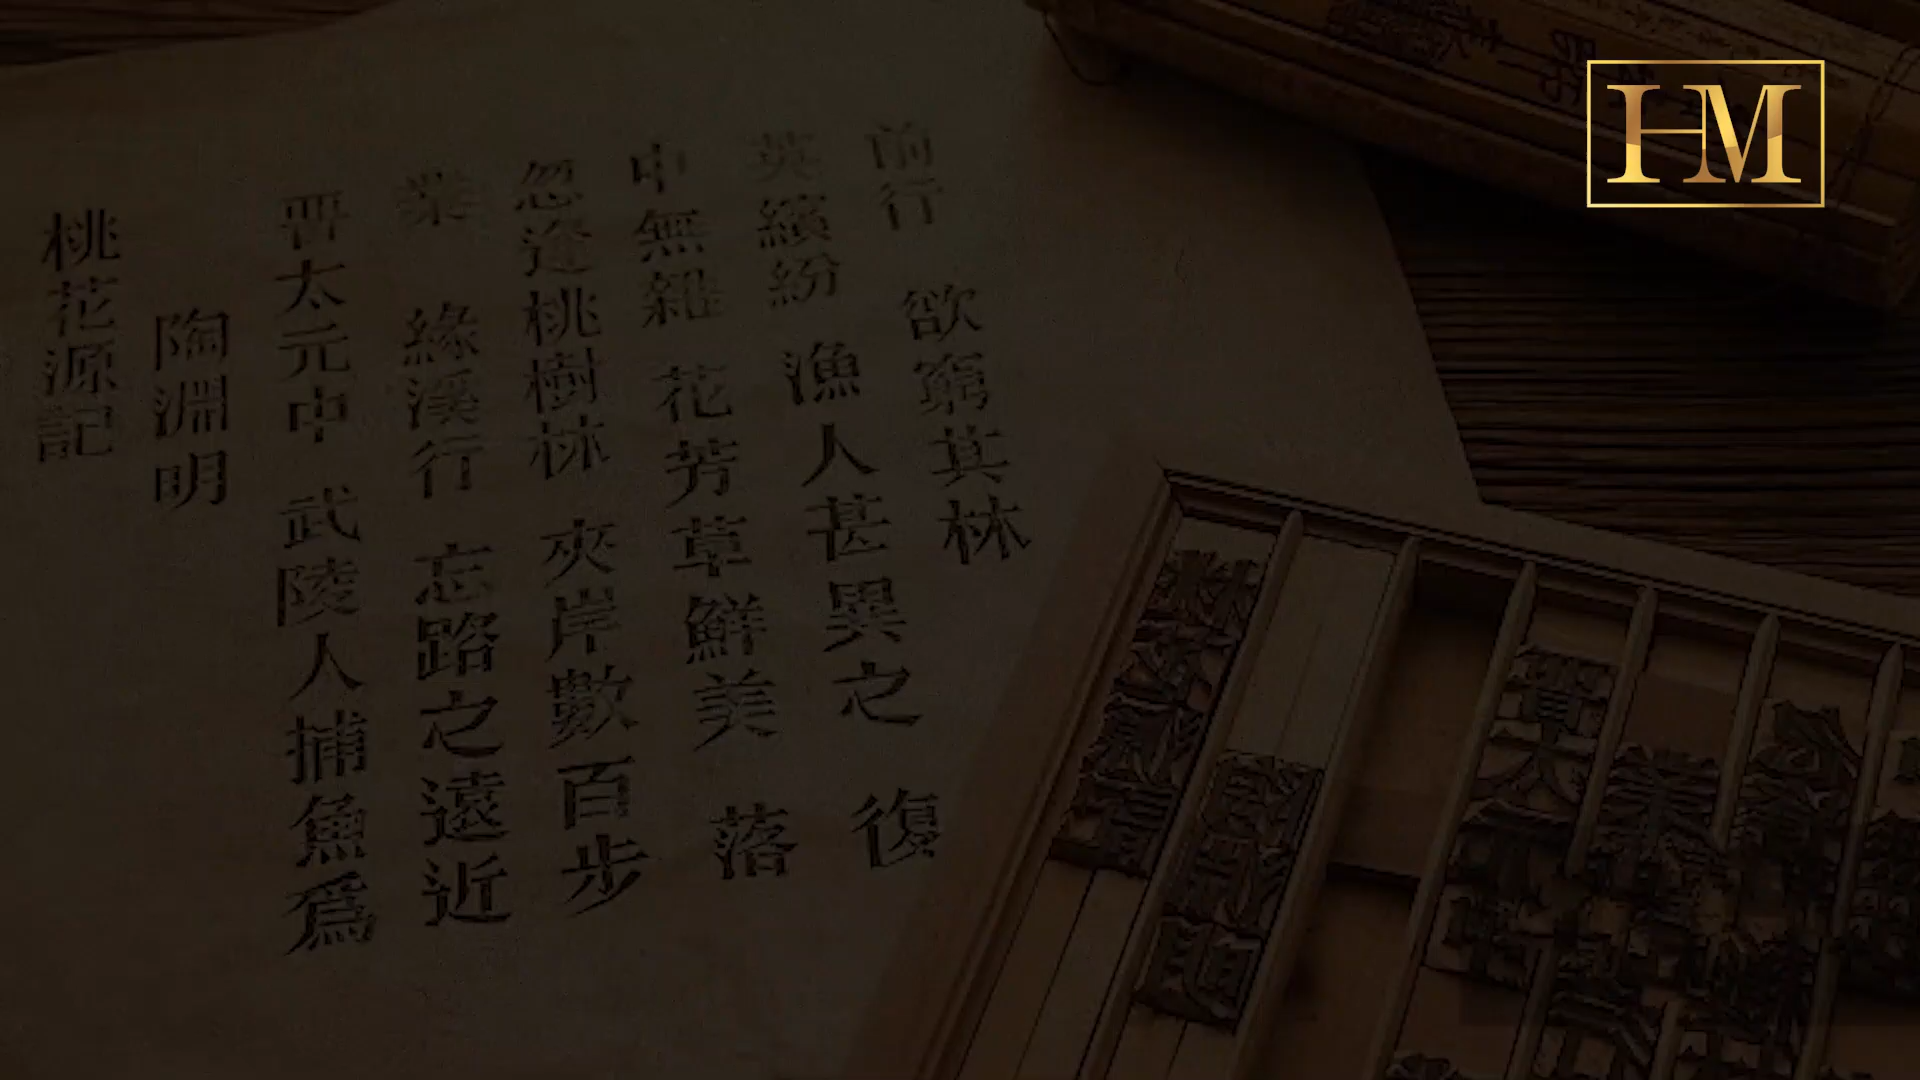 桃花源記
陶淵明
晉太元中 武陵人捕魚爲
業 緣溪行 忘路之遠近
忽逢桃樹林 夾岸數百步
中無雜 花芳草鮮美 落
英繽紛 漁人甚異之 復
前行 欲窮其林
HM